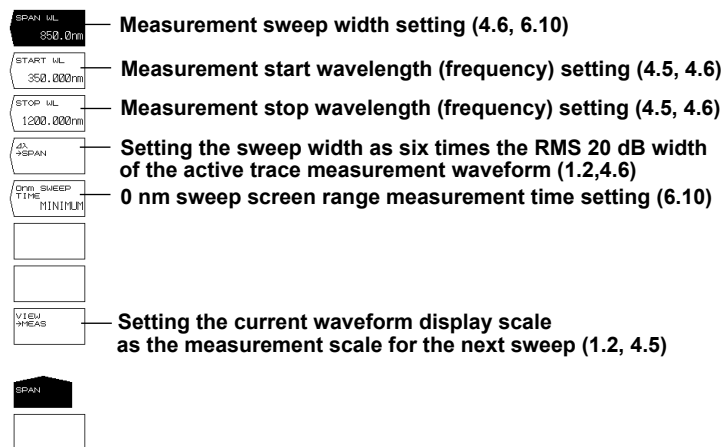 SPAN WL
850.0nm
Measurement sweep width setting (4.6, 6.10)
START WL
350.000nm
Measurement start wavelength (frequency) setting (4.5, 4.6)
STOP WL
1200.000nm
Measurement stop wavelength (frequency) setting (4.5, 4.6)
Δλ
→SPAN
Setting the sweep width as six times the RMS 20 dB width
of the active trace measurement waveform (1.2,4.6)
0nm SWEEP
TIME
MINIMUM
0 nm sweep screen range measurement time setting (6.10)
VIEW
→MEAS
Setting the current waveform display scale
as the measurement scale for the next sweep (1.2, 4.5)
SPAN